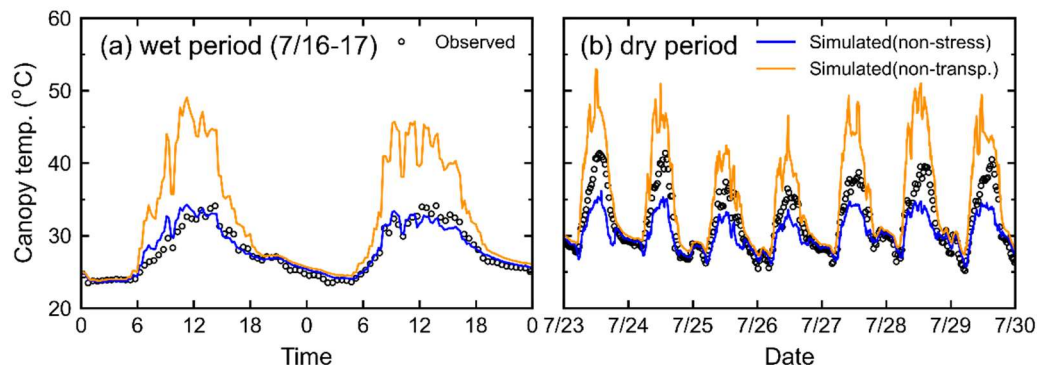 (a) wet period (7/16-17)
Observed
(b) dry period
Simulated(non-stress)
Simulated(non-transp.)
Canopy temp. (°C)
60
50
40
30
20
0 6 12 18 0 6 12 18 0
7/23 7/24 7/25 7/26 7/27 7/28 7/29 7/30
Time
Date